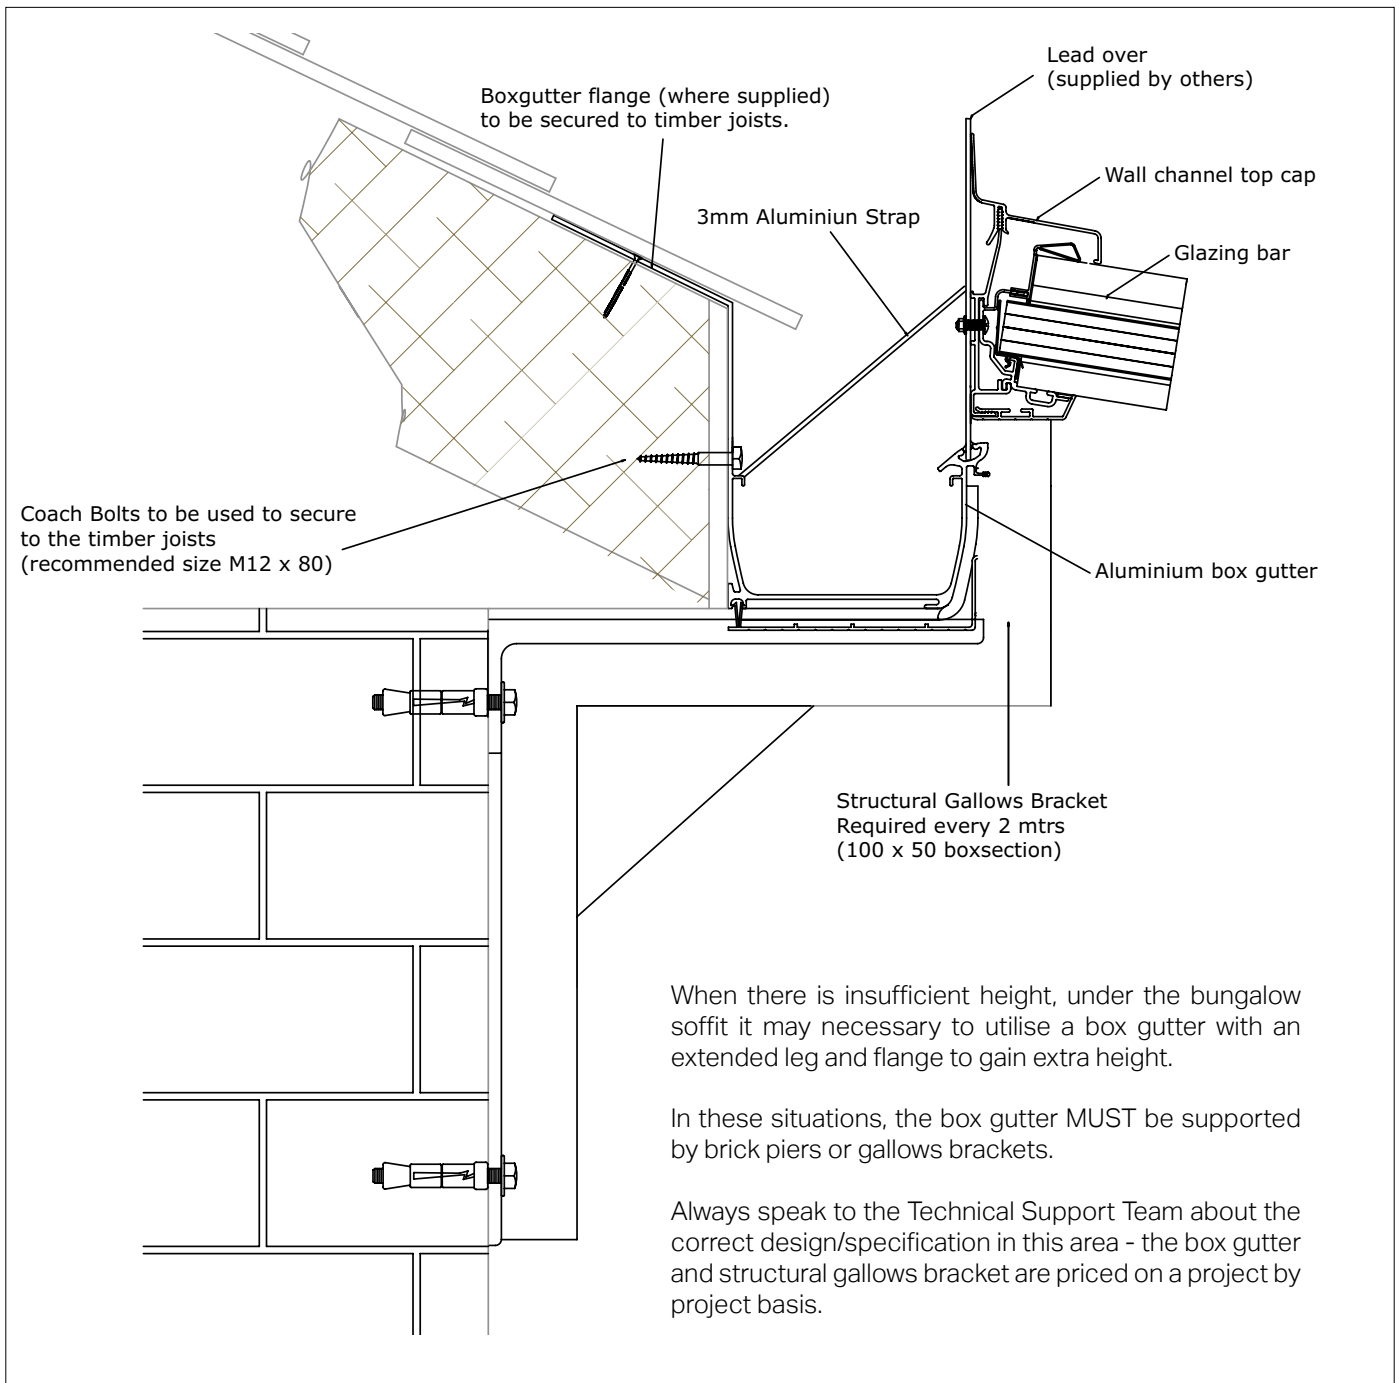 Lead over
(supplied by others)
Boxgutter flange (where supplied)
to be secured to timber joists.
Wall channel top cap
3mm Aluminiun Strap
Glazing bar
Coach Bolts to be used to secure
to the timber joists
(recommended size M12 x 80)
Aluminium box gutter
Structural Gallows Bracket
Required every 2 mtrs
(100 x 50 boxsection)
When there is insufficient height, under the bungalow
soffit it may necessary to utilise a box gutter with an
extended leg and flange to gain extra height.
In these situations, the box gutter MUST be supported
by brick piers or gallows brackets.
Always speak to the Technical Support Team about the
correct design/specification in this area - the box gutter
and structural gallows bracket are priced on a project by
project basis.